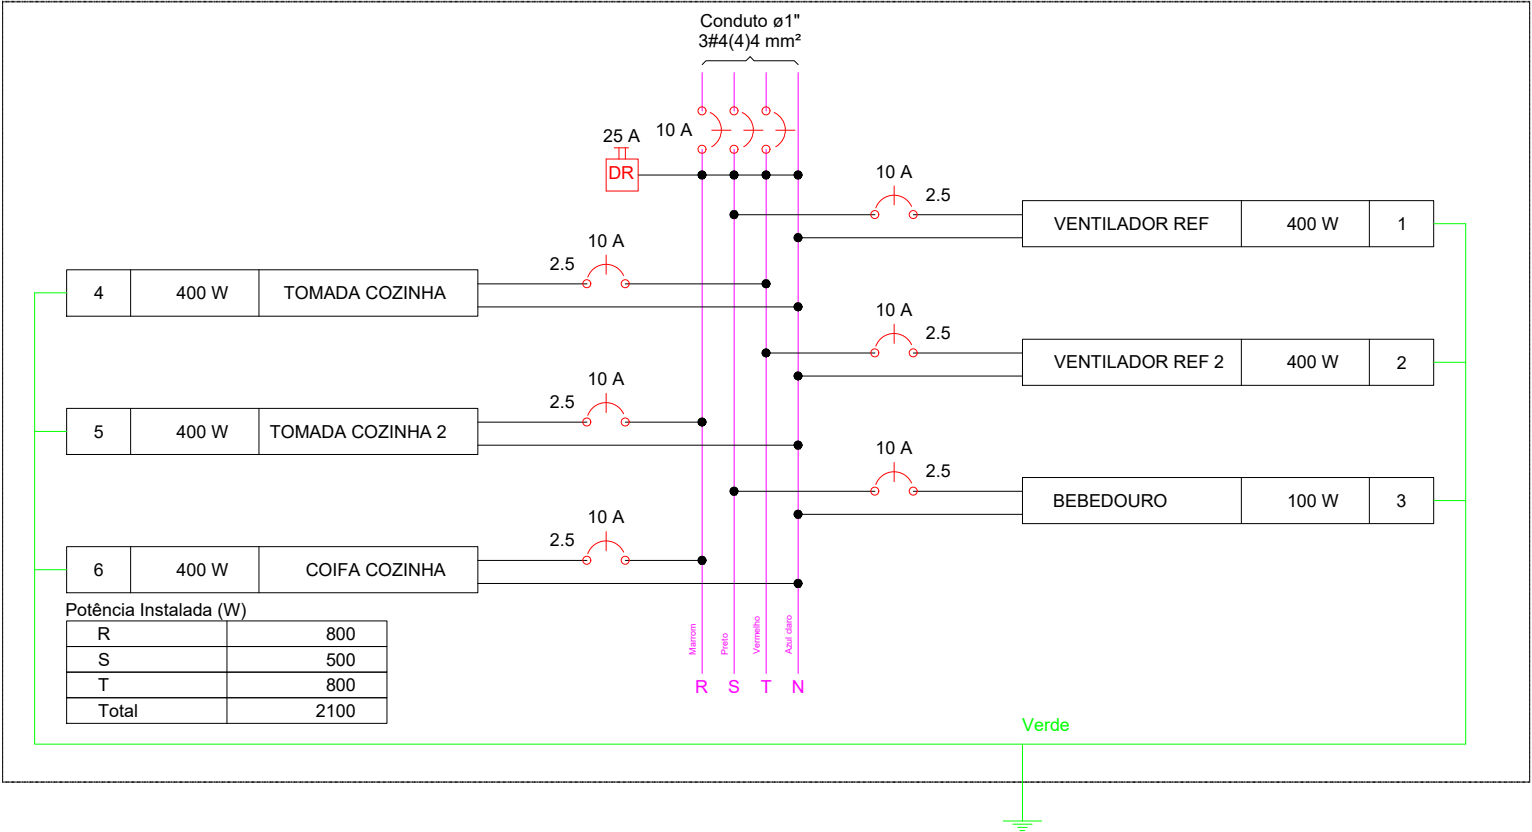 Conduto ø1"
3#4(4)4 mm²
25 A
10 A
DR
10 A
2.5
VENTILADOR REF 400 W 1
10 A
2.5
4 400 W TOMADA COZINHA
10 A
2.5
VENTILADOR REF 2 400 W 2
10 A
2.5
5 400 W TOMADA COZINHA 2
10 A
2.5
BEBEDOURO 100 W 3
10 A
2.5
6 400 W COIFA COZINHA
Potência Instalada (W)
R 800
S 500
T 800
Total 2100
Marrom
Preto
Vermelho
Azul claro
R S T N
Verde